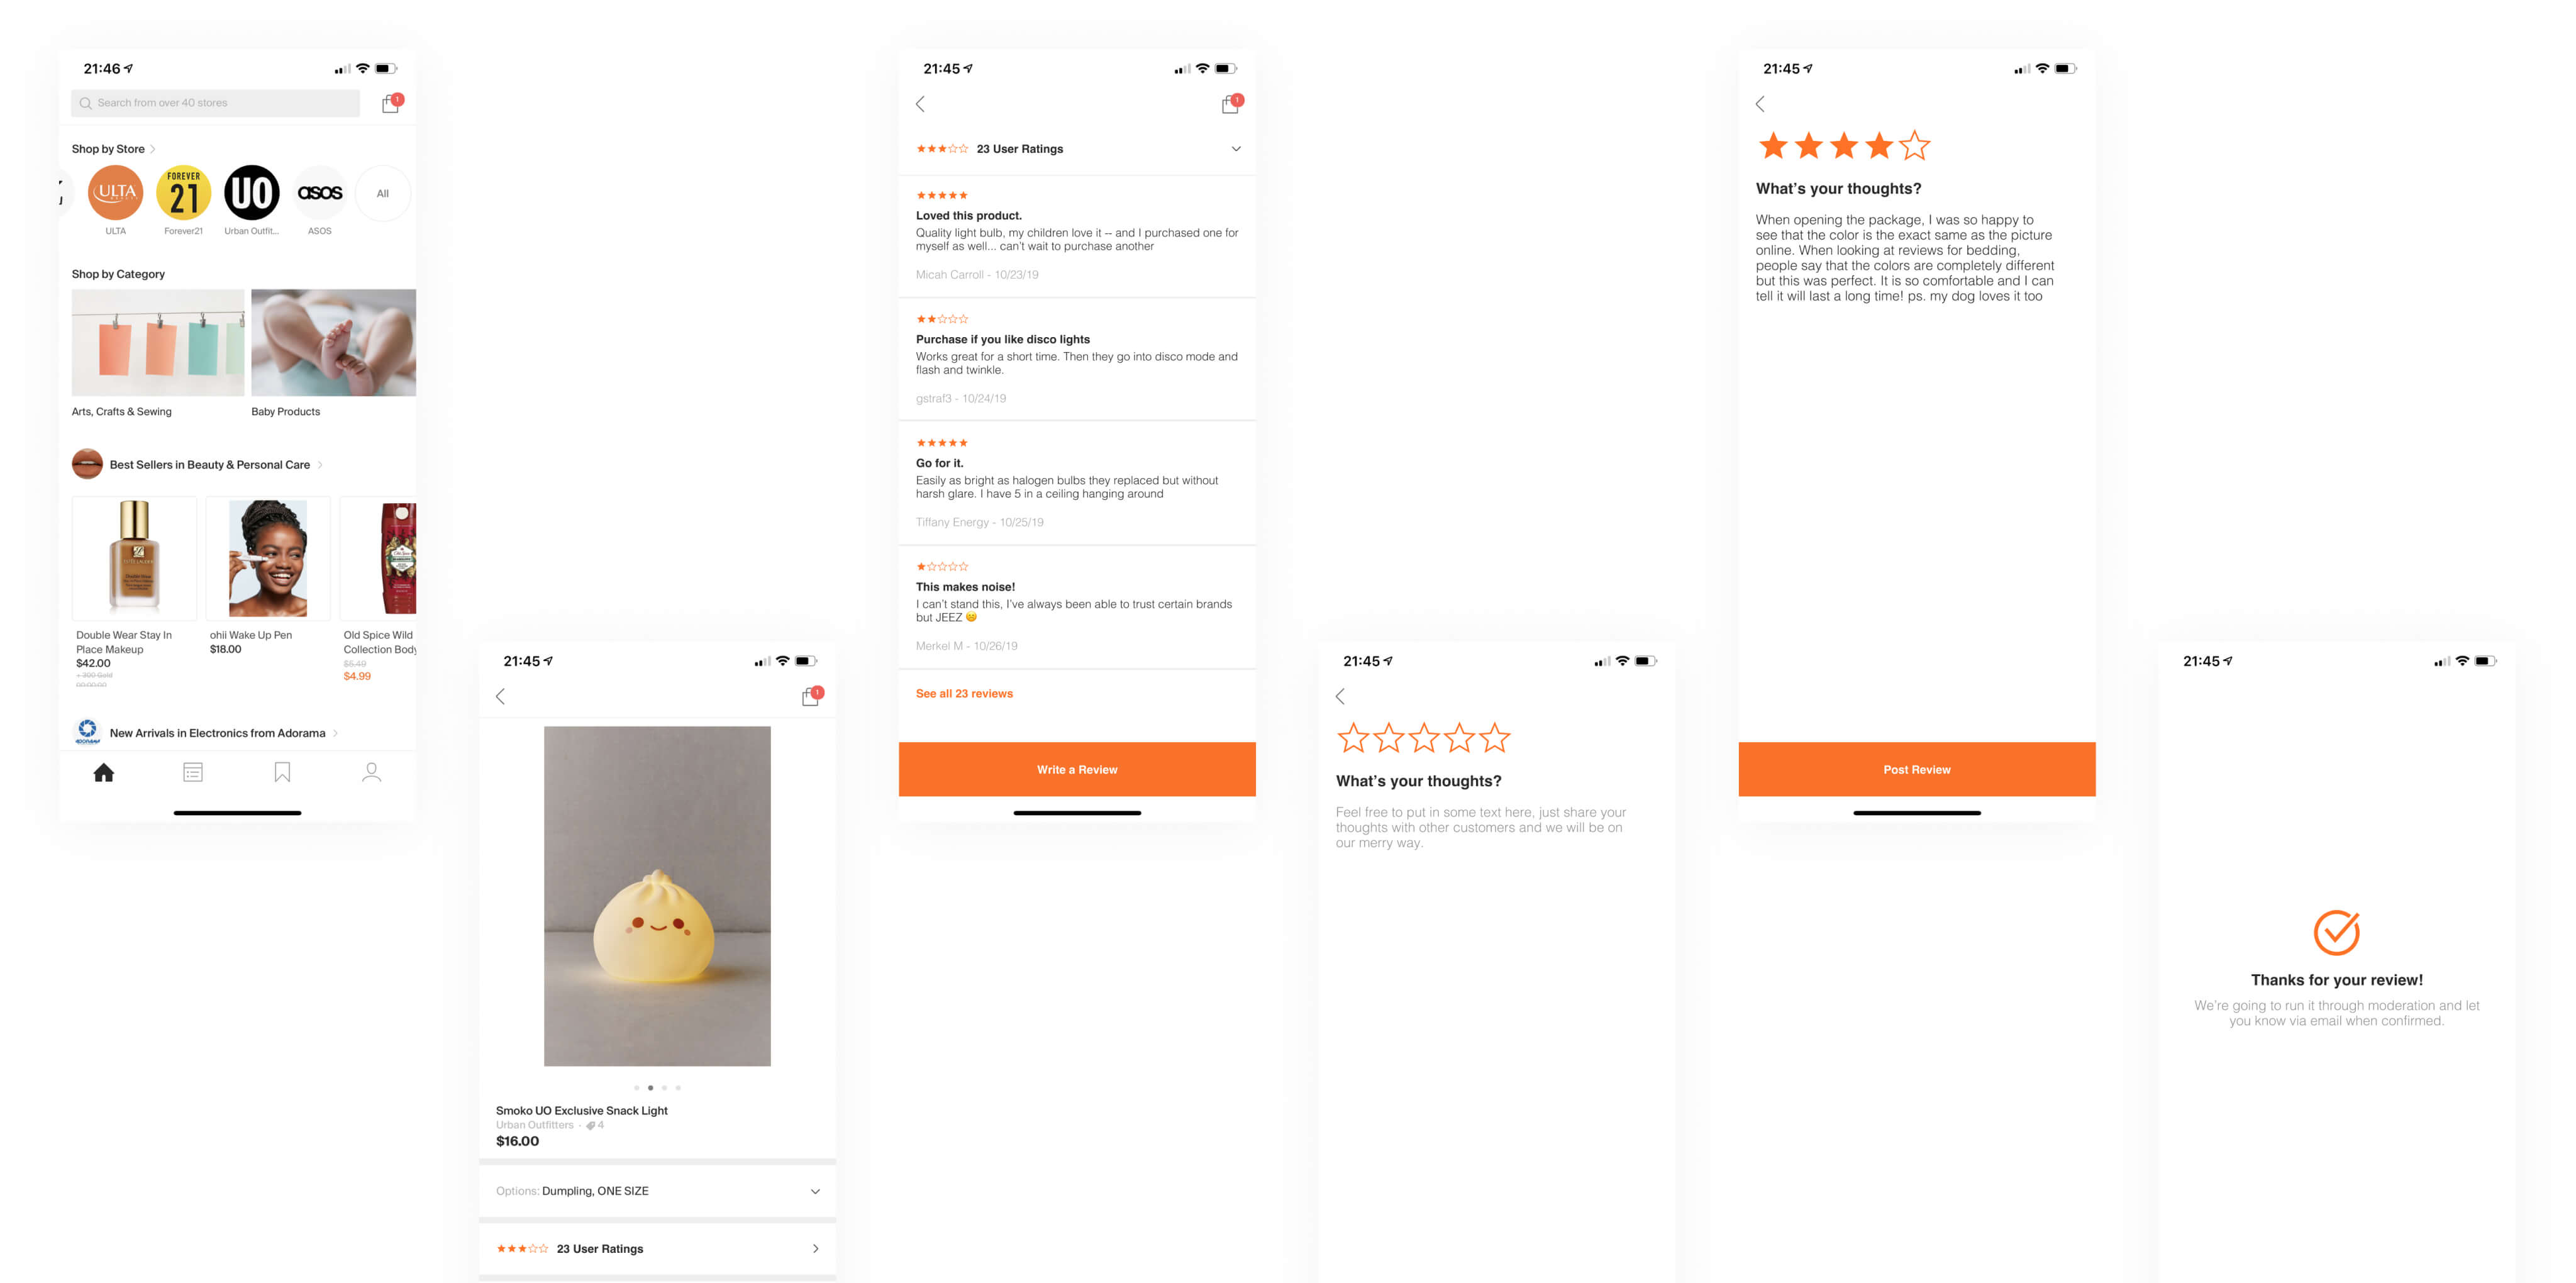 21:46
Search from over 40 stores
1
Shop by Store
ULTA
FOREVER
21
UO
asos
All
ULTA
Forever21
Urban Outfit...
ASOS
Shop by Category
Arts, Crafts & Sewing
Baby Products
Best Sellers in Beauty & Personal Care
Double Wear Stay In
Place Makeup
$42.00
+ 300 Gold
ohii Wake Up Pen
$18.00
Old Spice Wild
Collection Body
$5.49
$4.99
ADORAMA
New Arrivals in Electronics from Adorama
21:45
1
Smoko UO Exclusive Snack Light
Urban Outfitters · 4
$16.00
Options: Dumpling, ONE SIZE
23 User Ratings
21:45
1
23 User Ratings
Loved this product.
Quality light bulb, my children love it -- and I purchased one for
myself as well... can't wait to purchase another
Micah Carroll - 10/23/19
Purchase if you like disco lights
Works great for a short time. Then they go into disco mode and
flash and twinkle.
gstraf3 - 10/24/19
Go for it.
Easily as bright as halogen bulbs they replaced but without
harsh glare. I have 5 in a ceiling hanging around
Tiffany Energy - 10/25/19
This makes noise!
I can't stand this, I've always been able to trust certain brands
but JEEZ 😑
Merkel M - 10/26/19
See all 23 reviews
Write a Review
21:45
What's your thoughts?
Feel free to put in some text here, just share your
thoughts with other customers and we will be on
our merry way.
21:45
What's your thoughts?
When opening the package, I was so happy to
see that the color is the exact same as the picture
online. When looking at reviews for bedding,
people say that the colors are completely different
but this was perfect. It is so comfortable and I can
tell it will last a long time! ps. my dog loves it too
Post Review
21:45
Thanks for your review!
We're going to run it through moderation and let
you know via email when confirmed.